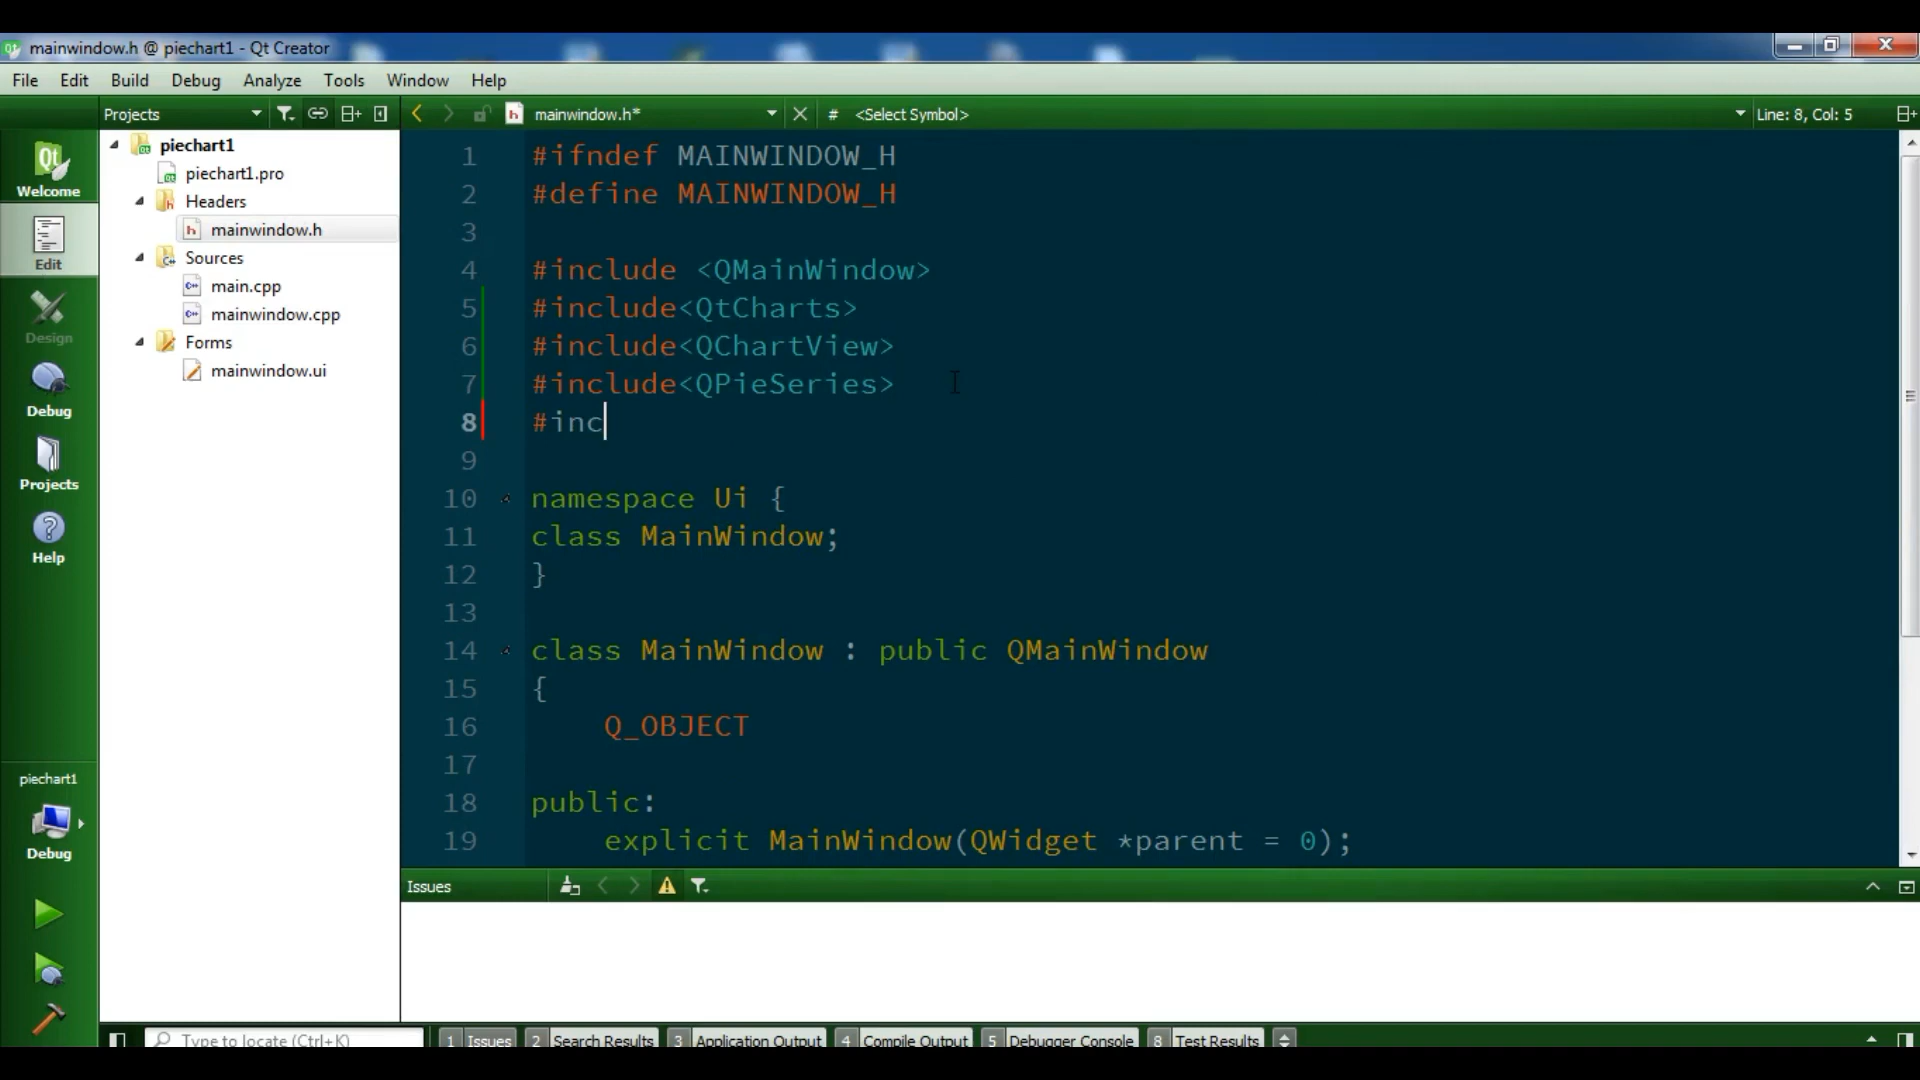 mainwindow.h @ piechart1 - Qt Creator
File Edit Build Debug Analyze Tools Window Help
Projects mainwindow.h* # <Select Symbol> Line: 8, Col: 5
Qt
Welcome
Edit
Design
Debug
Projects
Help
piechart1
Debug
piechart1
piechart1.pro
Headers
mainwindow.h
Sources
main.cpp
mainwindow.cpp
Forms
mainwindow.ui
1 #ifndef MAINWINDOW_H
2 #define MAINWINDOW_H
3
4 #include <QMainWindow>
5 #include<QtCharts>
6 #include<QChartView>
7 #include<QPieSeries>
8 #inc
9
10 namespace Ui {
11 class MainWindow;
12 }
13
14 class MainWindow : public QMainWindow
15 {
16 Q_OBJECT
17
18 public:
19 explicit MainWindow(QWidget *parent = 0);
Issues
Type to locate (Ctrl+K) 1 Issues 2 Search Results 3 Application Output 4 Compile Output 5 Debugger Console 8 Test Results